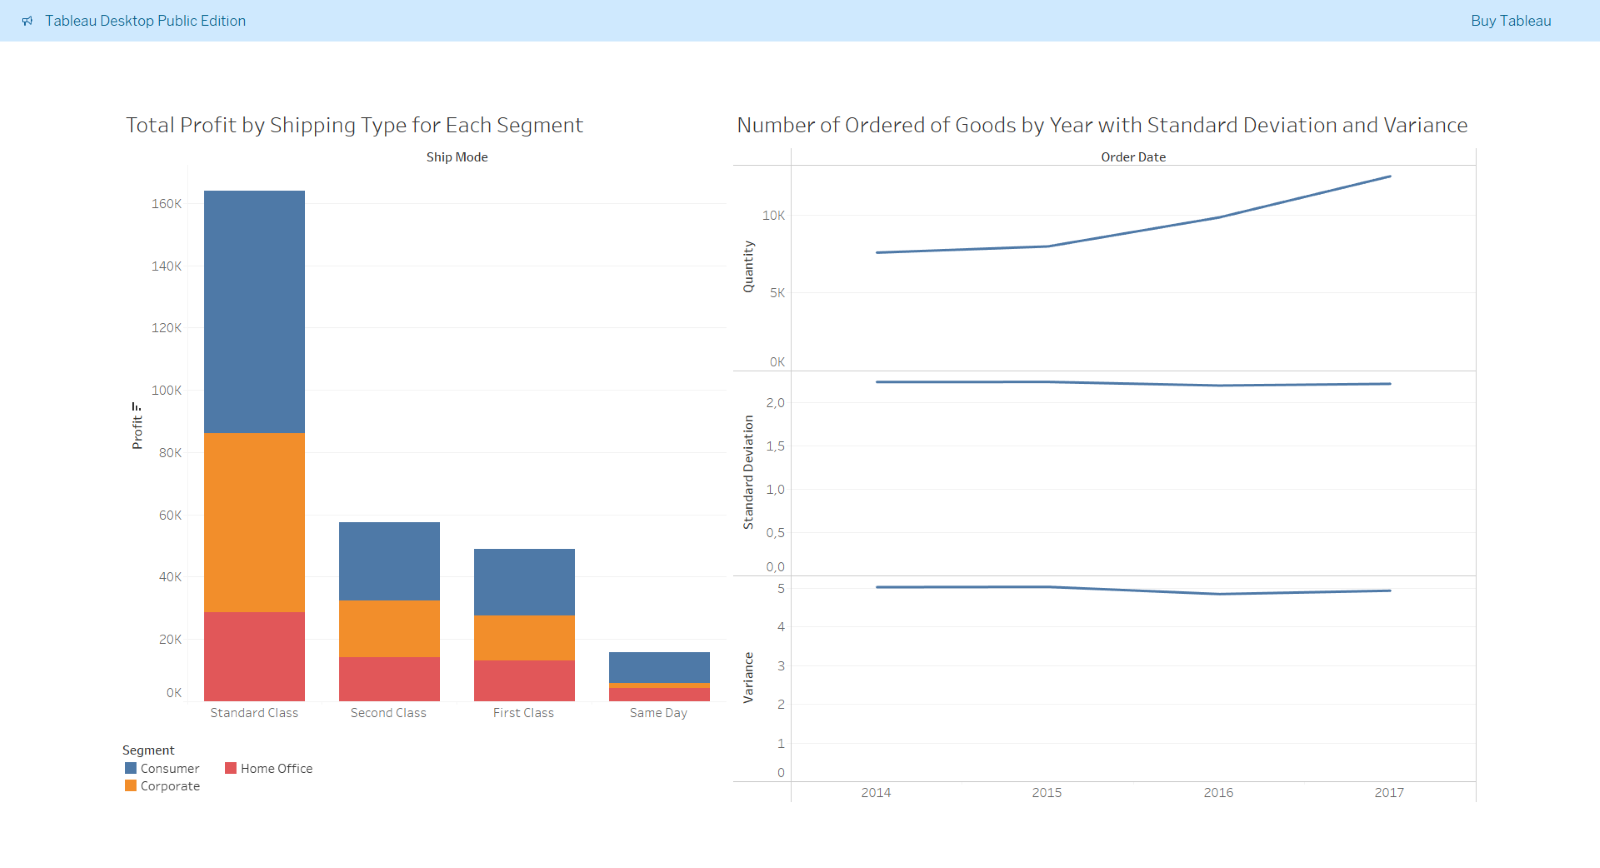 Tableau Desktop Public Edition
Buy Tableau
Total Profit by Shipping Type for Each Segment
Ship Mode
160K
140K
120K
100K
80K
60K
40K
20K
0K
Profit
Standard Class
Second Class
First Class
Same Day
Segment
Consumer
Home Office
Corporate
Number of Ordered of Goods by Year with Standard Deviation and Variance
Order Date
Quantity
10K
5K
0K
Standard Deviation
2,0
1,5
1,0
0,5
0,0
Variance
5
4
3
2
1
0
2014
2015
2016
2017